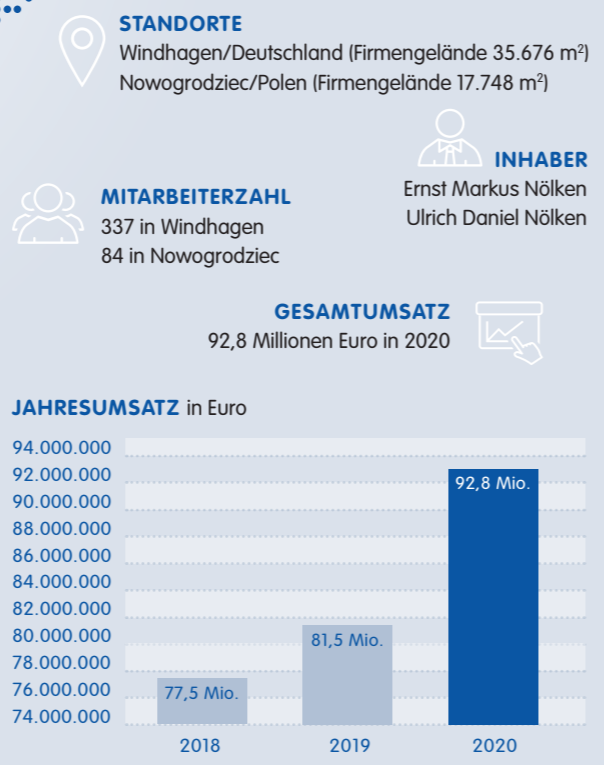 STANDORTE
Windhagen/Deutschland (Firmengelände 35.676 m²)
Nowogrodziec/Polen (Firmengelände 17.748 m²)
INHABER
Ernst Markus Nölken
Ulrich Daniel Nölken
MITARBEITERZAHL
337 in Windhagen
84 in Nowogrodziec
GESAMTUMSATZ
92,8 Millionen Euro in 2020
JAHRESUMSATZ in Euro
94.000.000
92.000.000
90.000.000
88.000.000
86.000.000
84.000.000
82.000.000
80.000.000
78.000.000
76.000.000
74.000.000
77,5 Mio.
81,5 Mio.
92,8 Mio.
2018
2019
2020